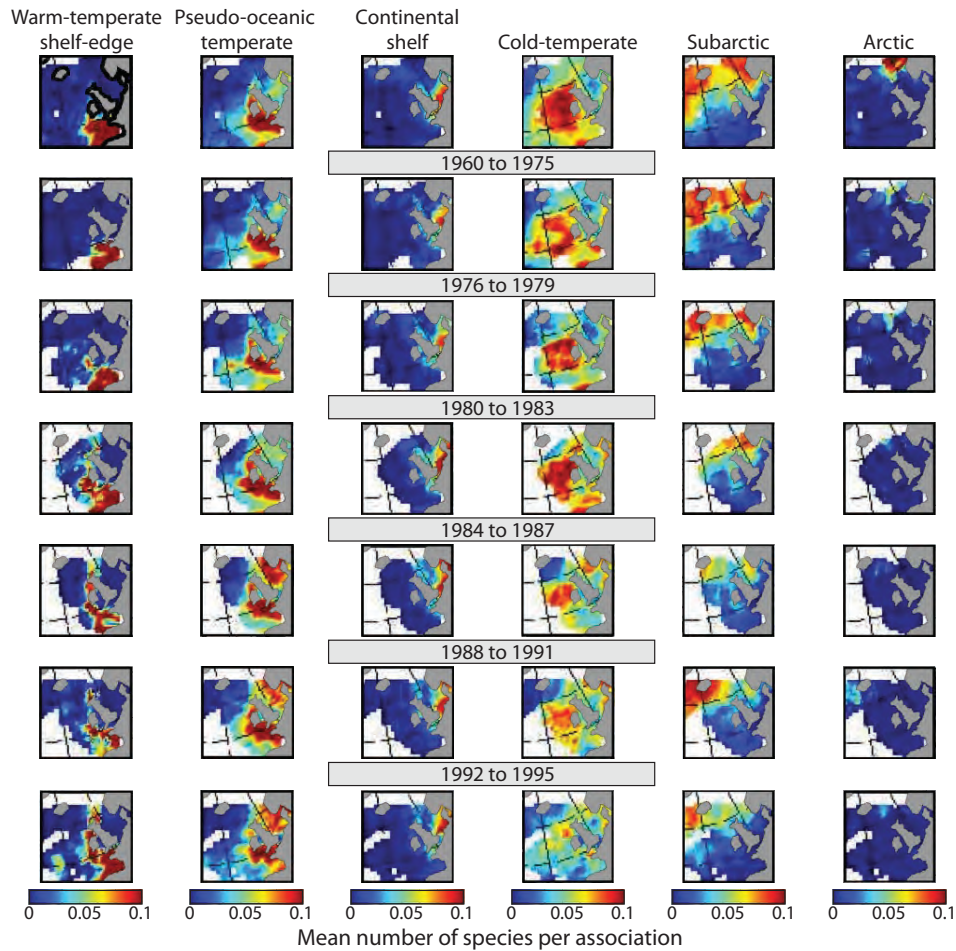 Warm-temperate
shelf-edge
Pseudo-oceanic
temperate
Continental
shelf
Cold-temperate
Subarctic
Arctic
1960 to 1975
1976 to 1979
1980 to 1983
1984 to 1987
1988 to 1991
1992 to 1995
0 0.05 0.1 0 0.05 0.1 0 0.05 0.1 0 0.05 0.1 0 0.05 0.1 0 0.05 0.1
Mean number of species per association